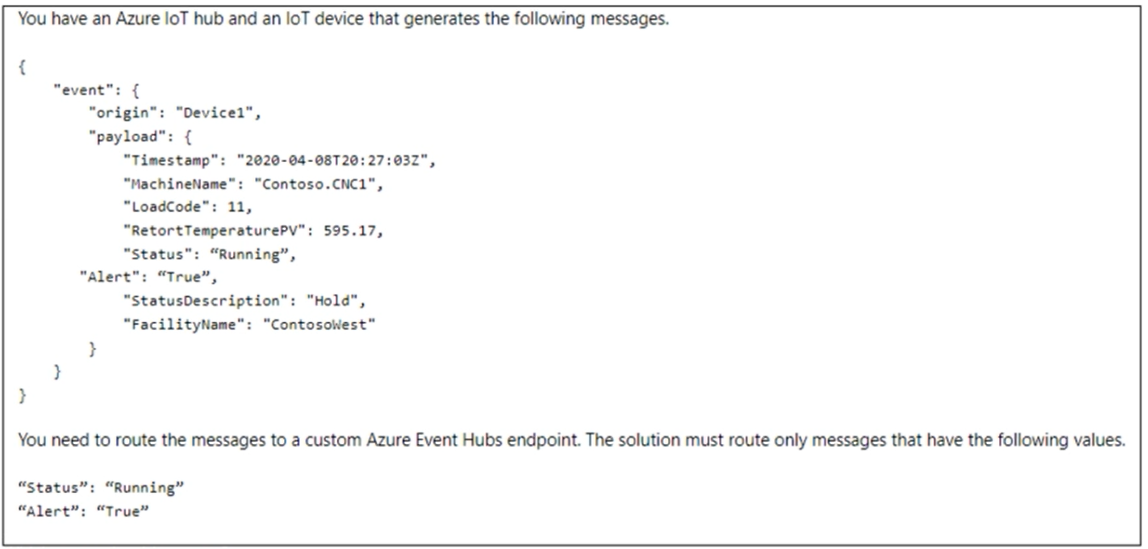 You have an Azure IoT hub and an IoT device that generates the following messages.
{
"event": {
"origin": "Device1",
"payload": {
"Timestamp": "2020-04-08T20:27:03Z",
"MachineName": "Contoso.CNC1",
"LoadCode": 11,
"RetortTemperaturePV": 595.17,
"Status": “Running”,
"Alert": “True”,
"StatusDescription": "Hold",
"FacilityName": "ContosoWest"
}
}
}
You need to route the messages to a custom Azure Event Hubs endpoint. The solution must route only messages that have the following values.
“Status”: “Running”
“Alert”: “True”